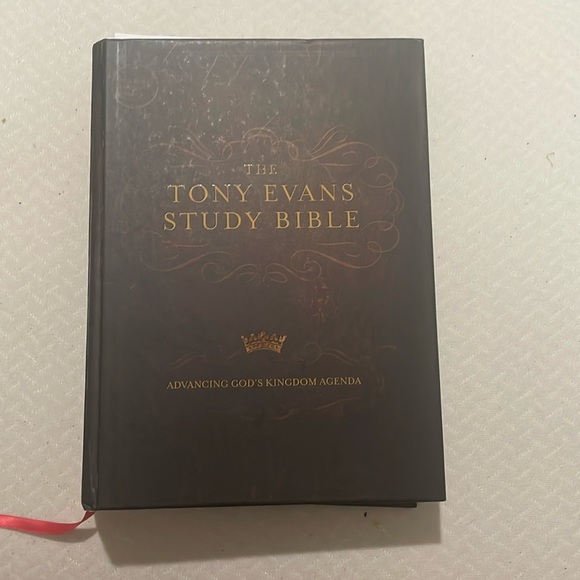 THE
TONY EVANS
STUDY BIBLE
ADVANCING GOD'S KINGDOM AGENDA